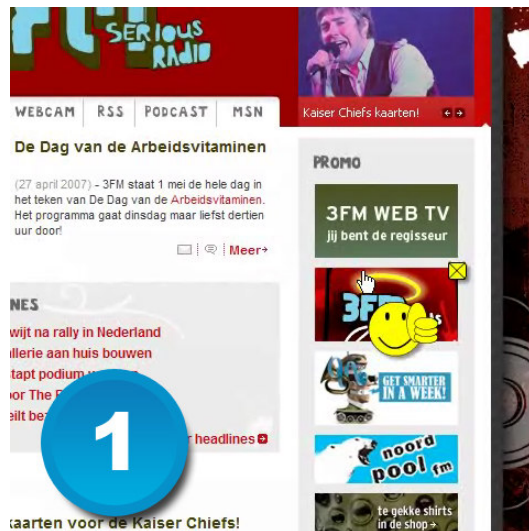 SERIOUS
RADIO
WEBCAM
RSS
PODCAST
MSN
Kaiser Chiefs kaarten!
De Dag van de Arbeidsvitaminen
(27 april 2007) - 3FM staat 1 mei de hele dag in
het teken van De Dag van de Arbeidsvitaminen.
Het programma gaat dinsdag maar liefst dertien
uur door!
Meer
PROMO
3FM WEB TV
jij bent de regisseur
3FM
GET SMARTER
IN A WEEK!
noord
pool fm
te gekke shirts
in de shop
NES
wijt na rally in Nederland
allerie aan huis bouwen
tapt podium
oor The
eilt
headlines
1
kaarten voor de Kaiser Chiefs!